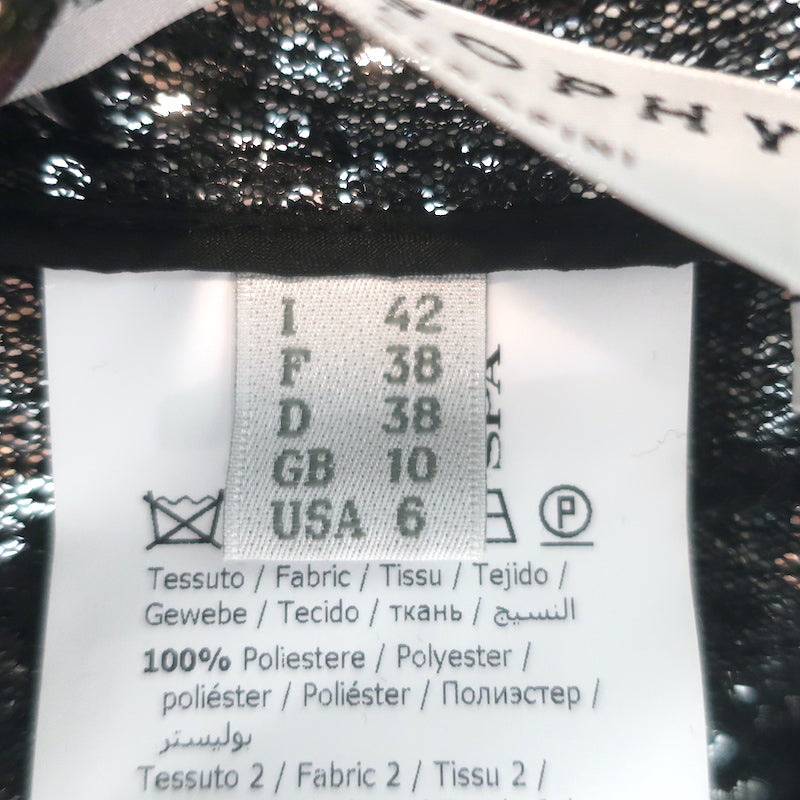 SOPHY
I 42
F 38
D 38
GB 10
USA 6
SPA
P
Tessuto / Fabric / Tissu / Tejido /
Gewebe / Tecido / ткань / النسيج
100% Poliestere / Polyester /
poliéster / Poliéster / Полиэстер /
بوليستر
Tessuto 2 / Fabric 2 / Tissu 2 /